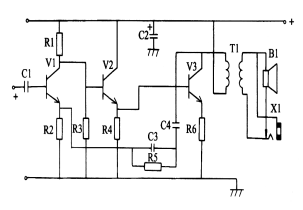 +
C2
+
R1
T1
B1
V1
V2
V3
C1
X1
+
C4
R2
R3
R4
C3
R6
R5
-